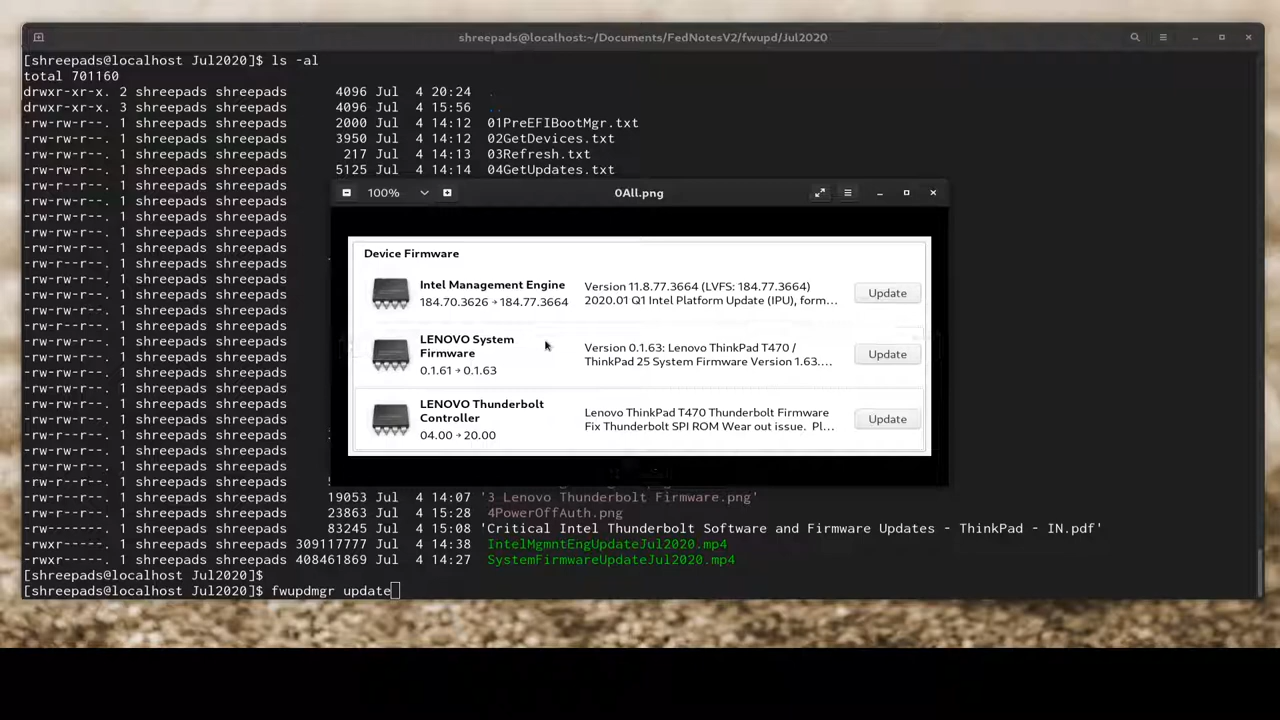 shreepads@localhost:~/Documents/FedNotesV2/fwupd/Jul2020
[shreepads@localhost Jul2020]$ ls -al
total 701160
drwxr-xr-x. 2 shreepads shreepads 4096 Jul 4 20:24 .
drwxr-xr-x. 3 shreepads shreepads 4096 Jul 4 15:56 ..
-rw-rw-r--. 1 shreepads shreepads 2000 Jul 4 14:12 01PreEFIBootMgr.txt
-rw-rw-r--. 1 shreepads shreepads 3950 Jul 4 14:12 02GetDevices.txt
-rw-rw-r--. 1 shreepads shreepads 217 Jul 4 14:13 03Refresh.txt
-rw-rw-r--. 1 shreepads shreepads 5125 Jul 4 14:14 04GetUpdates.txt
-rw-r--r--. 1 shreepads shreepads
-rw-r--r--. 1 shreepads shreepads
-rw-r--r--. 1 shreepads shreepads
-rw-r--r--. 1 shreepads shreepads
-rw-r--r--. 1 shreepads shreepads
-rw-r--r--. 1 shreepads shreepads
-rw-r--r--. 1 shreepads shreepads
-rw-r--r--. 1 shreepads shreepads
-rw-r--r--. 1 shreepads shreepads
-rw-rw-r--. 1 shreepads shreepads
-rw-r--r--. 1 shreepads shreepads
-rw-r--r--. 1 shreepads shreepads
-rw-r--r--. 1 shreepads shreepads
-rw-r--r--. 1 shreepads shreepads
-rw-rw-r--. 1 shreepads shreepads
-rw-rw-r--. 1 shreepads shreepads
-rw-rw-r--. 1 shreepads shreepads
-rw-rw-r--. 1 shreepads shreepads
-rw-rw-r--. 1 shreepads shreepads
-rw-r--r--. 1 shreepads shreepads
-rw-r--r--. 1 shreepads shreepads 19053 Jul 4 14:07 '3 Lenovo Thunderbolt Firmware.png'
-rw-r--r--. 1 shreepads shreepads 23863 Jul 4 15:28 4PowerOffAuth.png
-rw-------. 1 shreepads shreepads 83245 Jul 4 15:08 'Critical Intel Thunderbolt Software and Firmware Updates - ThinkPad - IN.pdf'
-rwxr-----. 1 shreepads shreepads 309117777 Jul 4 14:38 IntelMgmntEngUpdateJul2020.mp4
-rwxr-----. 1 shreepads shreepads 408461869 Jul 4 14:27 SystemFirmwareUpdateJul2020.mp4
[shreepads@localhost Jul2020]$
[shreepads@localhost Jul2020]$ fwupdmgr update
100% 0All.png
Device Firmware
Intel Management Engine
184.70.3626 → 184.77.3664
Version 11.8.77.3664 (LVFS: 184.77.3664)
2020.01 Q1 Intel Platform Update (IPU), form...
Update
LENOVO System
Firmware
0.1.61 → 0.1.63
Version 0.1.63: Lenovo ThinkPad T470 /
ThinkPad 25 System Firmware Version 1.63....
Update
LENOVO Thunderbolt
Controller
04.00 → 20.00
Lenovo ThinkPad T470 Thunderbolt Firmware
Fix Thunderbolt SPI ROM Wear out issue. Pl...
Update